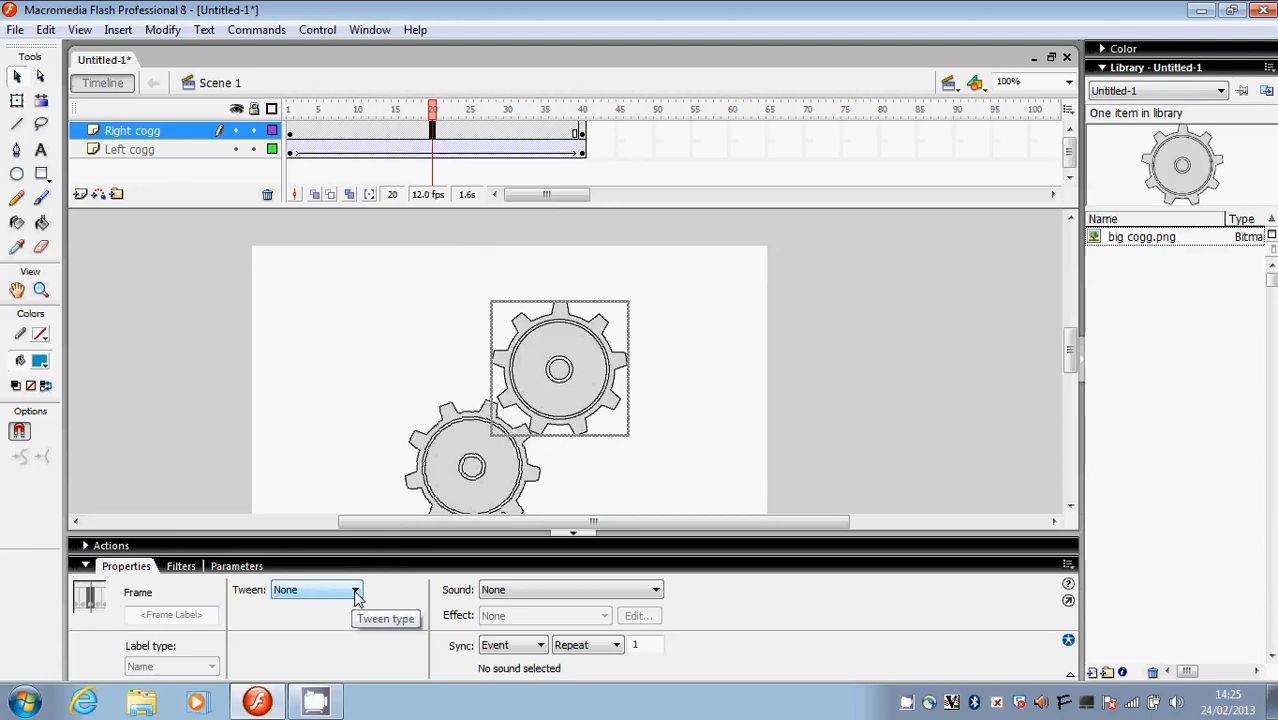 Macromedia Flash Professional 8 - [Untitled-1*]
File Edit View Insert Modify Text Commands Control Window Help
Tools
Untitled-1*
Timeline
Scene 1
100%
1 5 10 15 20 25 30 35 40 45 50 55 60 65 70 75 80 85 90 95 100
Right cogg
Left cogg
20 12.0 fps 1.6s
View
Colors
Options
Color
Library - Untitled-1
Untitled-1
One item in library
Name Type
big cogg.png Bitma
Actions
Properties Filters Parameters
Frame
<Frame Label>
Label type:
Name
Tween: None
Tween type
Sound: None
Effect: None Edit...
Sync: Event Repeat 1
No sound selected
14:25
24/02/2013